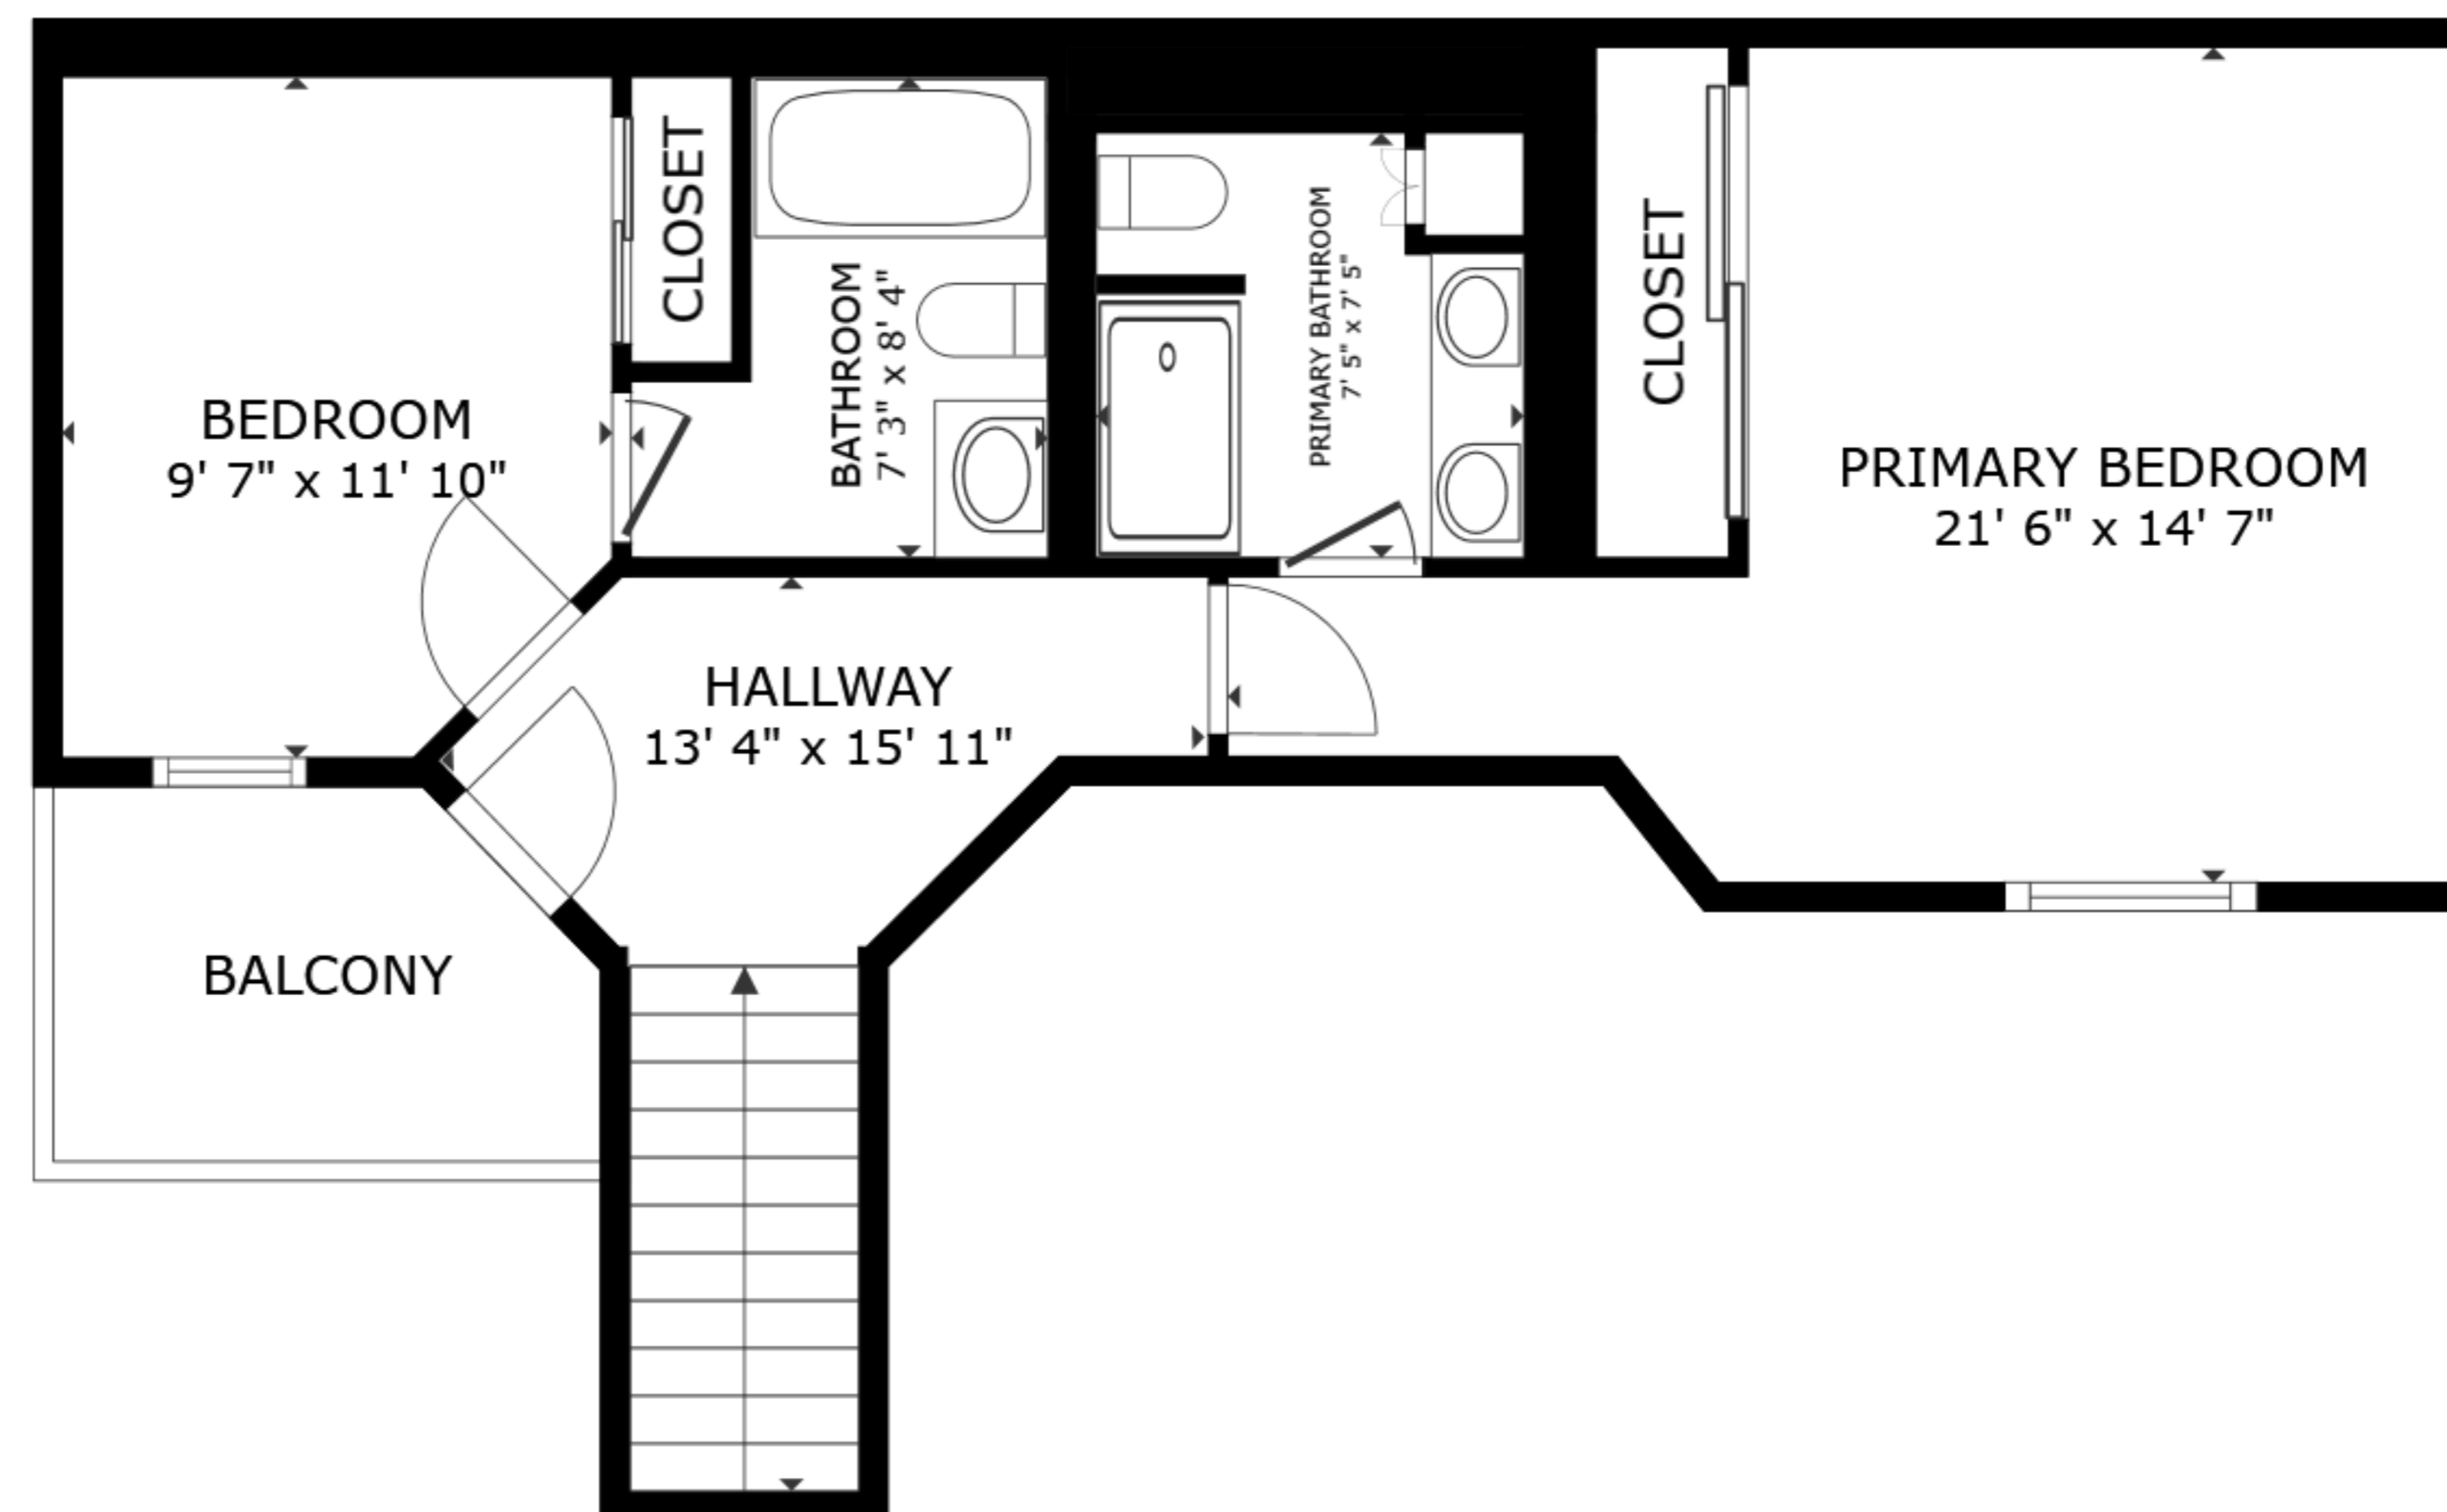 CLOSET
BATHROOM
7' 3" x 8' 4"
PRIMARY BATHROOM
7' 5" x 7' 5"
CLOSET
BEDROOM
9' 7" x 11' 10"
PRIMARY BEDROOM
21' 6" x 14' 7"
HALLWAY
13' 4" x 15' 11"
BALCONY